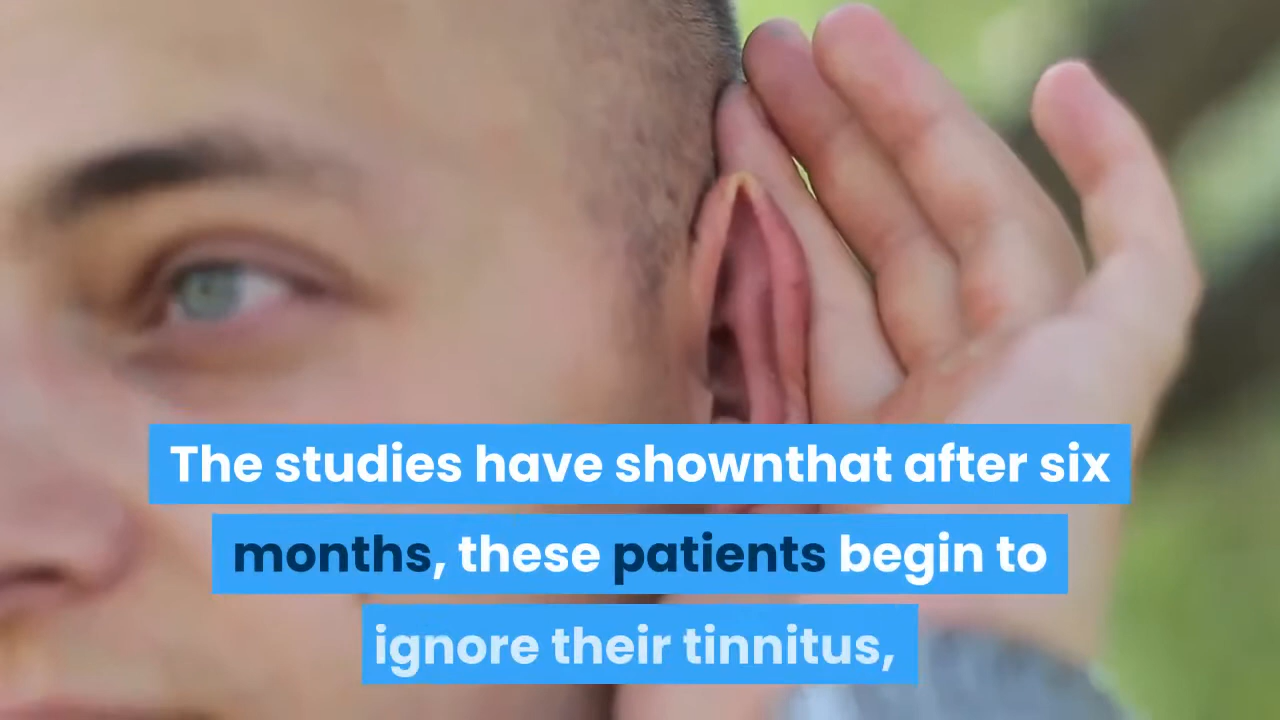 The studies have shownthat after six
months, these patients begin to
ignore their tinnitus,